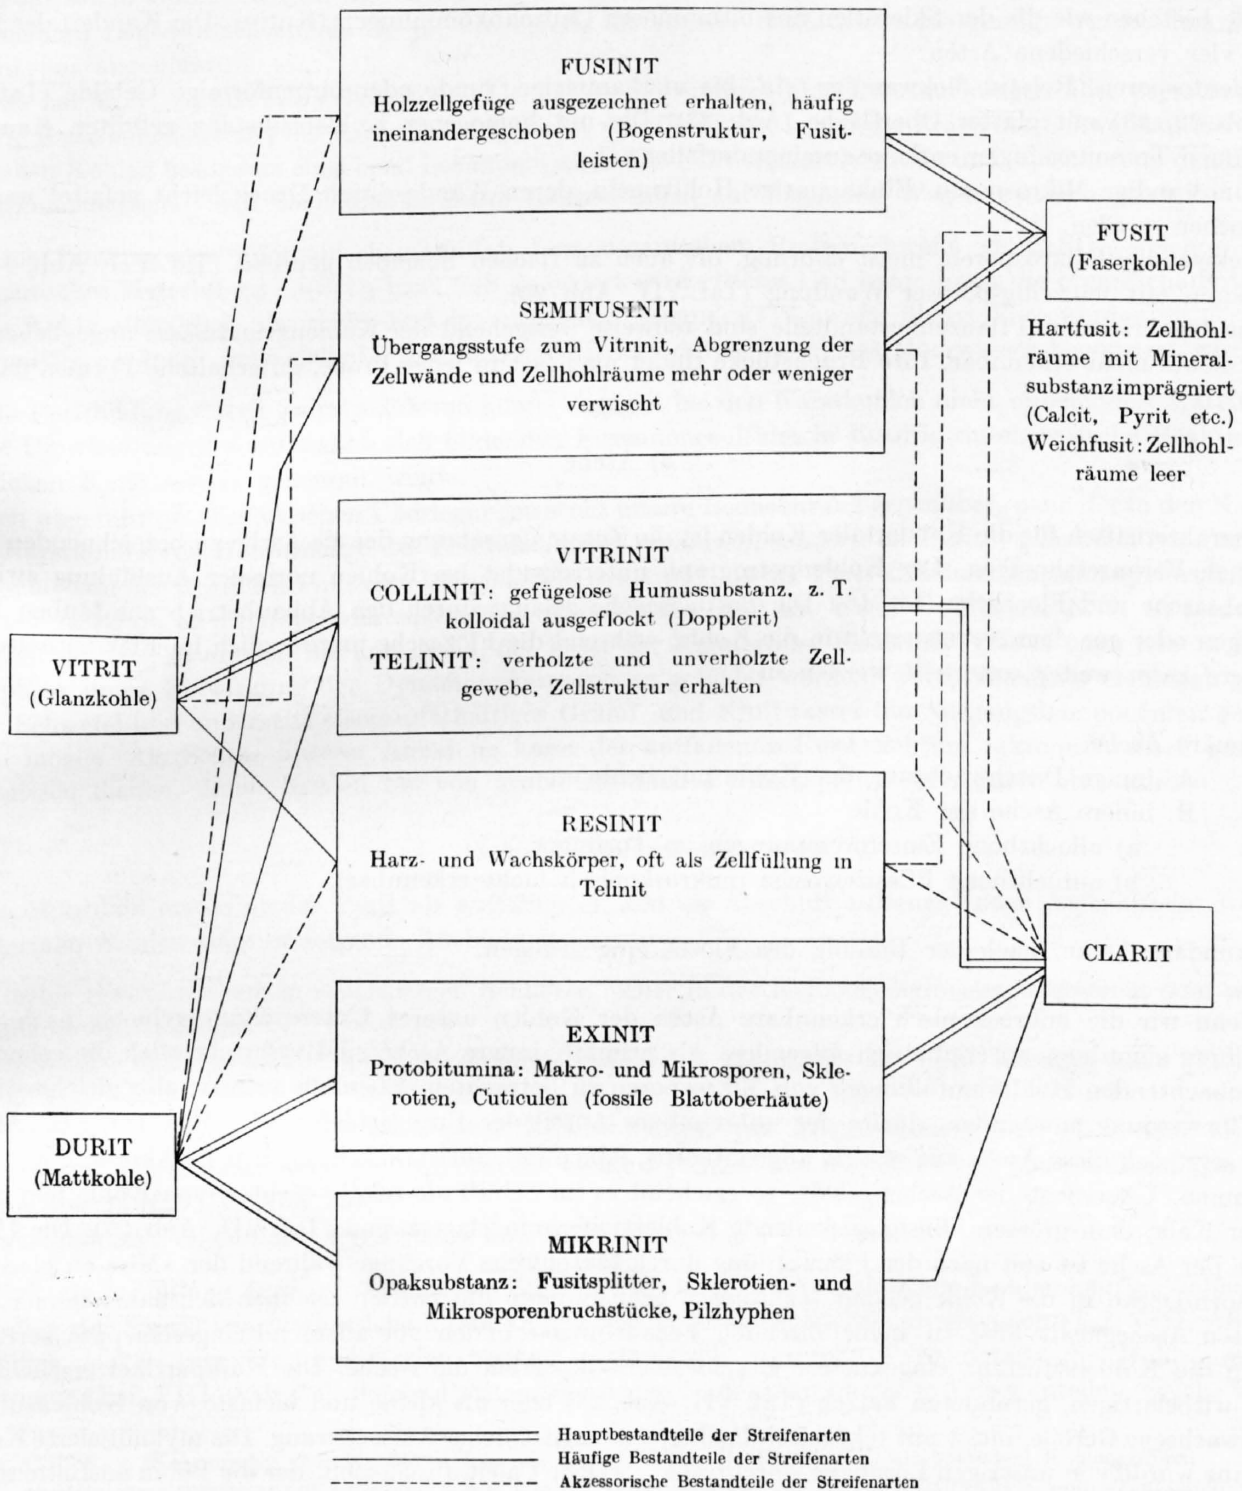 FUSINIT
Holzzellgefüge ausgezeichnet erhalten, häufig
ineinandergeschoben (Bogenstruktur, Fusit-
leisten)
FUSIT
(Faserkohle)
Hartfusit: Zellhohl-
räume mit Mineral-
substanz imprägniert
(Calcit, Pyrit etc.)
Weichfusit: Zellhohl-
räume leer
SEMIFUSINIT
Übergangsstufe zum Vitrinit, Abgrenzung der
Zellwände und Zellhohlräume mehr oder weniger
verwischt
VITRINIT
COLLINIT: gefügelose Humussubstanz, z. T.
kolloidal ausgeflockt (Dopplerit)
TELINIT: verholzte und unverholzte Zell-
gewebe, Zellstruktur erhalten
VITRIT
(Glanzkohle)
RESINIT
Harz- und Wachskörper, oft als Zellfüllung in
Telinit
CLARIT
EXINIT
Protobitumina: Makro- und Mikrosporen, Skle-
rotien, Cuticulen (fossile Blattoberhäute)
DURIT
(Mattkohle)
MIKRINIT
Opaksubstanz: Fusitsplitter, Sklerotien- und
Mikrosporenbruchstücke, Pilzhyphen
Hauptbestandteile der Streifenarten
Häufige Bestandteile der Streifenarten
Akzessorische Bestandteile der Streifenarten